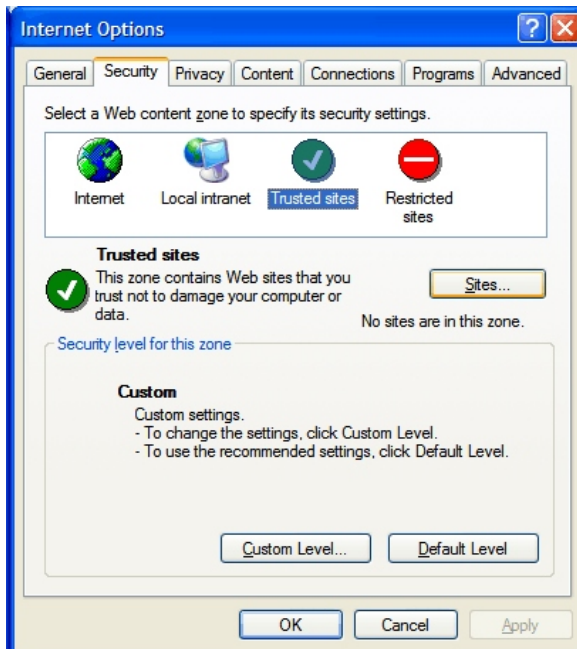 Internet Options
General Security Privacy Content Connections Programs Advanced
Select a Web content zone to specify its security settings.
Internet Local intranet Trusted sites Restricted
sites
Trusted sites
This zone contains Web sites that you
trust not to damage your computer or
data.
Sites...
No sites are in this zone.
Security level for this zone
Custom
Custom settings.
- To change the settings, click Custom Level.
- To use the recommended settings, click Default Level.
Custom Level... Default Level
OK Cancel Apply